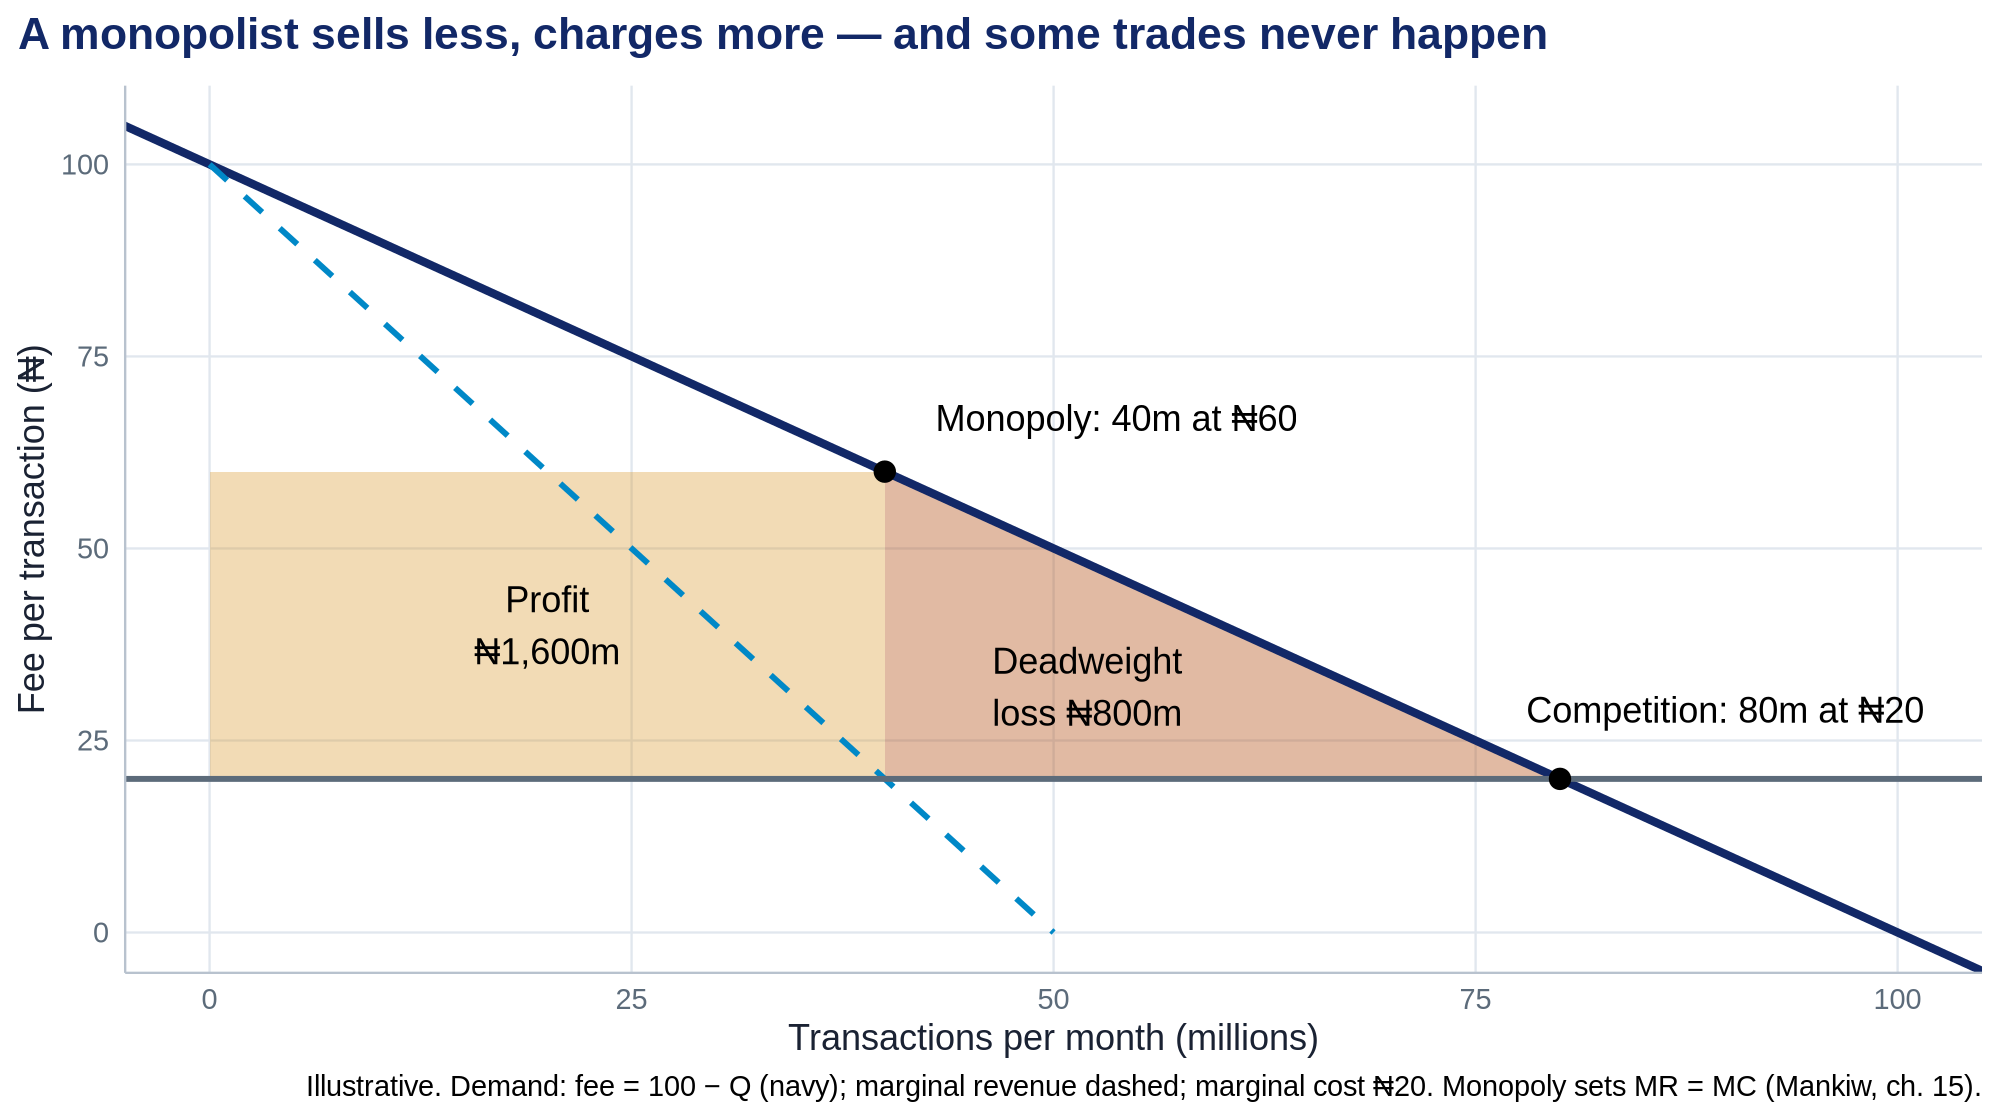 A monopolist sells less, charges more — and some trades never happen
Fee per transaction (₦)
100
75
50
25
0
Monopoly: 40m at ₦60
Profit
₦1,600m
Deadweight
loss ₦800m
Competition: 80m at ₦20
0
25
50
75
100
Transactions per month (millions)
Illustrative. Demand: fee = 100 − Q (navy); marginal revenue dashed; marginal cost ₦20. Monopoly sets MR = MC (Mankiw, ch. 15).